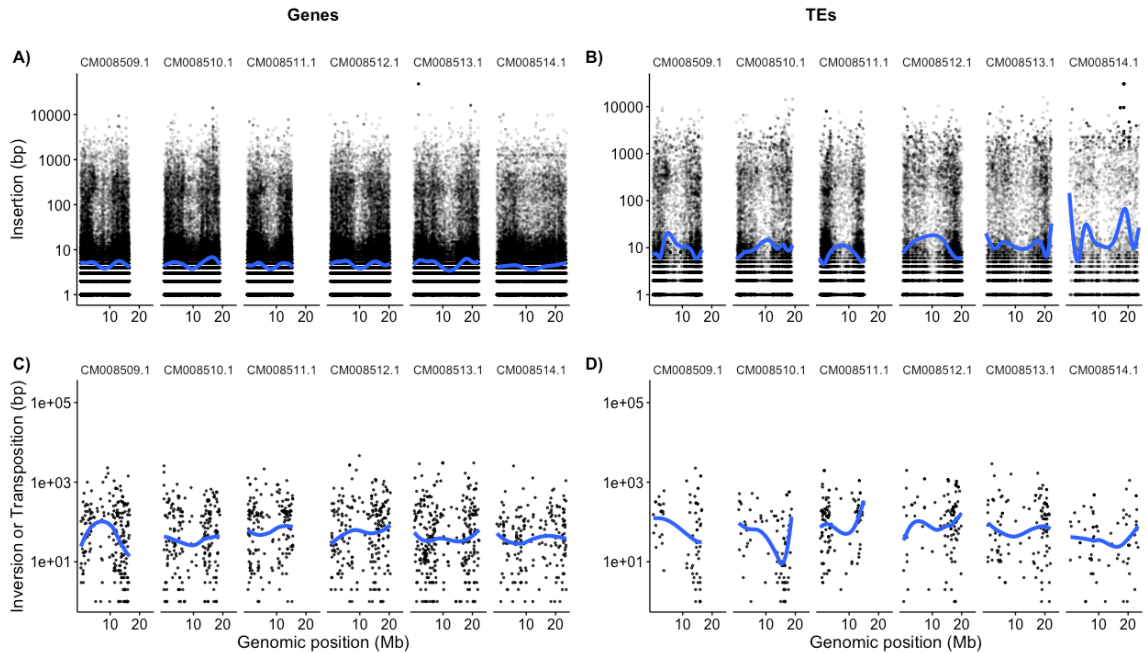 Genes
TEs
A)
CM008509.1 CM008510.1 CM008511.1 CM008512.1 CM008513.1 CM008514.1
Insertion (bp)
10000
1000
100
10
1
10 20 10 20 10 20 10 20 10 20 10 20
B)
CM008509.1 CM008510.1 CM008511.1 CM008512.1 CM008513.1 CM008514.1
10000
1000
100
10
1
10 20 10 20 10 20 10 20 10 20 10 20
C)
CM008509.1 CM008510.1 CM008511.1 CM008512.1 CM008513.1 CM008514.1
Inversion or Transposition (bp)
1e+05
1e+03
1e+01
10 20 10 20 10 20 10 20 10 20 10 20
Genomic position (Mb)
D)
CM008509.1 CM008510.1 CM008511.1 CM008512.1 CM008513.1 CM008514.1
1e+05
1e+03
1e+01
10 20 10 20 10 20 10 20 10 20 10 20
Genomic position (Mb)